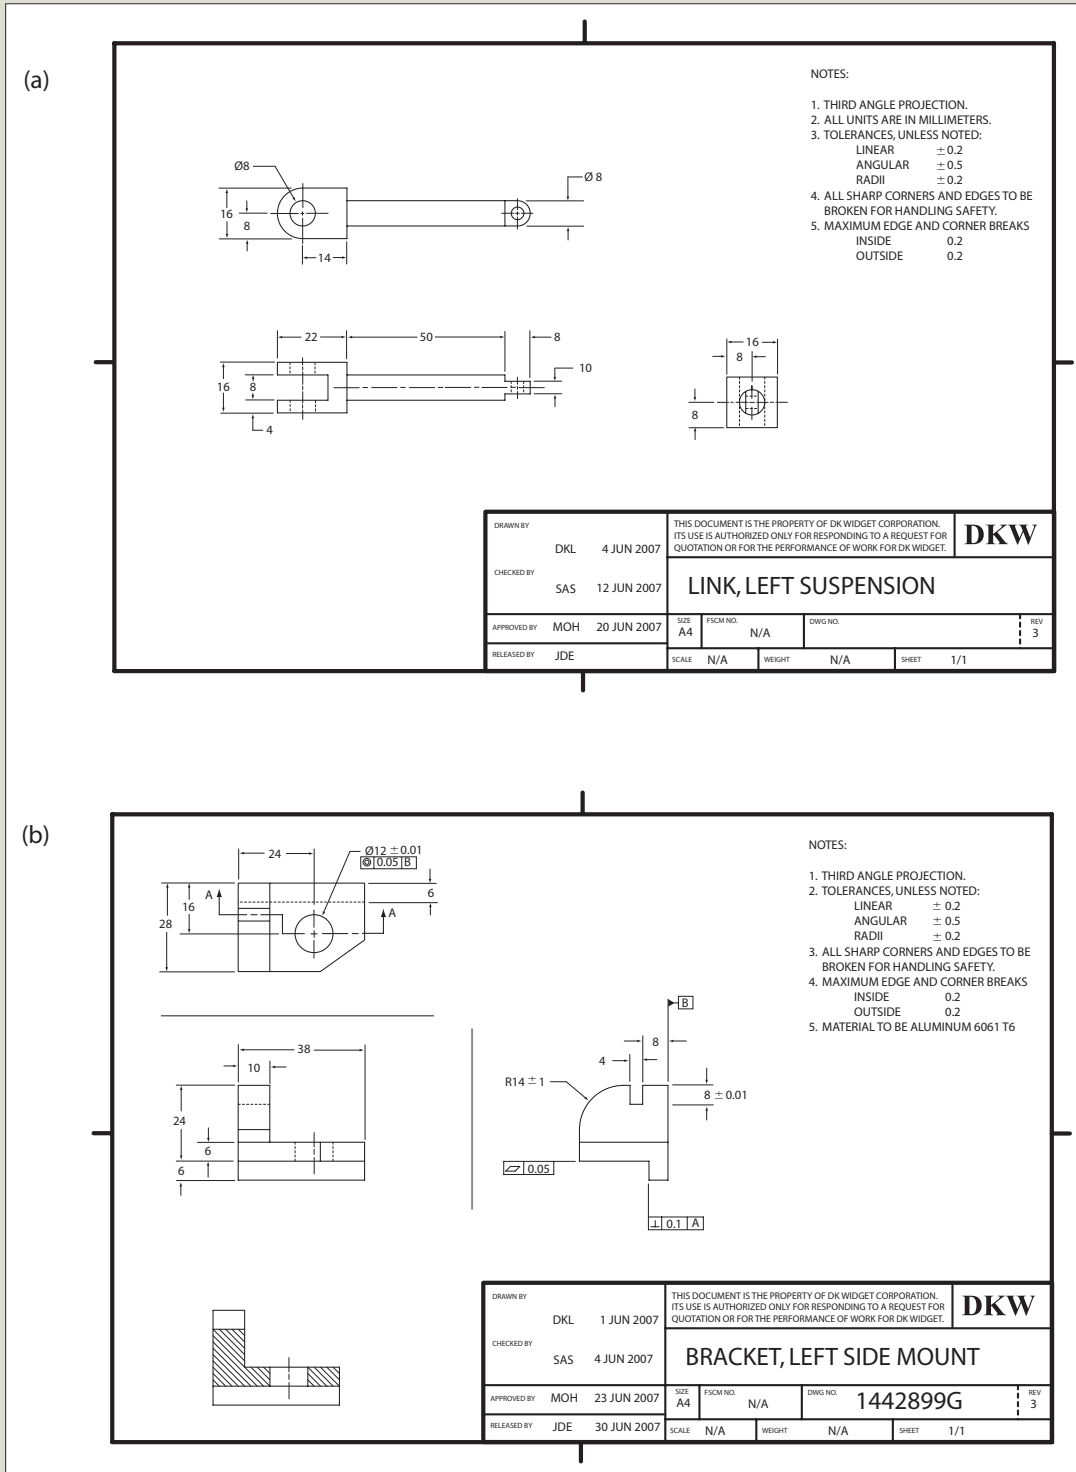 (a)
NOTES:
1. THIRD ANGLE PROJECTION.
2. ALL UNITS ARE IN MILLIMETERS.
3. TOLERANCES, UNLESS NOTED:
LINEAR ± 0.2
ANGULAR ± 0.5
RADII ± 0.2
4. ALL SHARP CORNERS AND EDGES TO BE
BROKEN FOR HANDLING SAFETY.
5. MAXIMUM EDGE AND CORNER BREAKS
INSIDE 0.2
OUTSIDE 0.2
Ø8
Ø 8
16
8
14
22
50
8
16
8
10
4
16
8
8
DRAWN BY
DKL 4 JUN 2007
CHECKED BY
SAS 12 JUN 2007
APPROVED BY MOH 20 JUN 2007
RELEASED BY JDE
THIS DOCUMENT IS THE PROPERTY OF DK WIDGET CORPORATION.
ITS USE IS AUTHORIZED ONLY FOR RESPONDING TO A REQUEST FOR
QUOTATION OR FOR THE PERFORMANCE OF WORK FOR DK WIDGET.
DKW
LINK, LEFT SUSPENSION
SIZE A4
FSCM NO. N/A
DWG NO.
REV 3
SCALE N/A
WEIGHT N/A
SHEET 1/1
(b)
NOTES:
1. THIRD ANGLE PROJECTION.
2. TOLERANCES, UNLESS NOTED:
LINEAR ± 0.2
ANGULAR ± 0.5
RADII ± 0.2
3. ALL SHARP CORNERS AND EDGES TO BE
BROKEN FOR HANDLING SAFETY.
4. MAXIMUM EDGE AND CORNER BREAKS
INSIDE 0.2
OUTSIDE 0.2
5. MATERIAL TO BE ALUMINUM 6061 T6
24
Ø12 ± 0.01
◎ 0.05 B
A
A
6
16
28
38
10
24
6
6
B
8
4
R14 ± 1
8 ± 0.01
⏥ 0.05
⊥ 0.1 A
DRAWN BY
DKL 1 JUN 2007
CHECKED BY
SAS 4 JUN 2007
APPROVED BY MOH 23 JUN 2007
RELEASED BY JDE 30 JUN 2007
THIS DOCUMENT IS THE PROPERTY OF DK WIDGET CORPORATION.
ITS USE IS AUTHORIZED ONLY FOR RESPONDING TO A REQUEST FOR
QUOTATION OR FOR THE PERFORMANCE OF WORK FOR DK WIDGET.
DKW
BRACKET, LEFT SIDE MOUNT
SIZE A4
FSCM NO. N/A
DWG NO. 1442899G
REV 3
SCALE N/A
WEIGHT N/A
SHEET 1/1